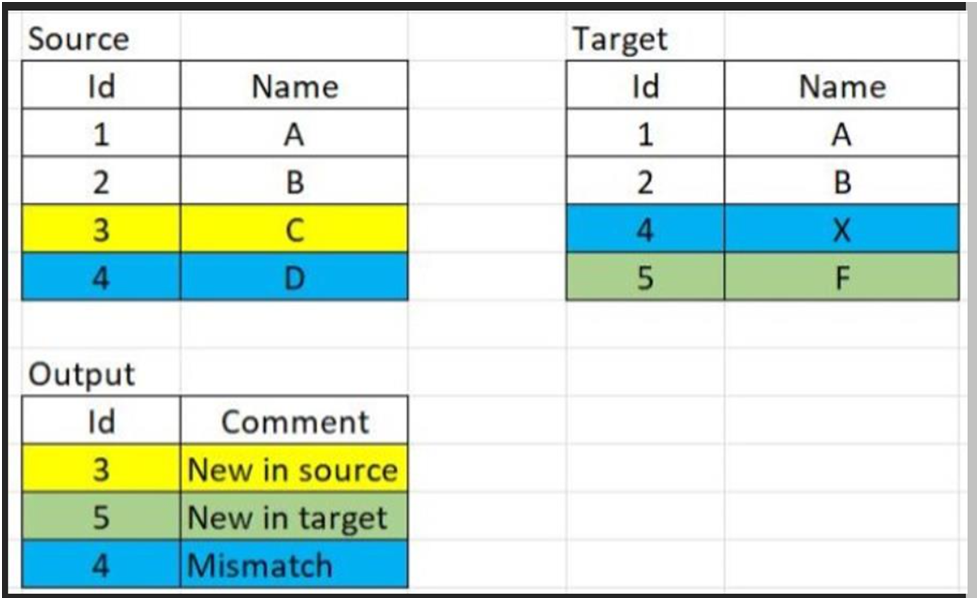 Source Target
Id Name Id Name
1 A 1 A
2 B 2 B
3 C 4 X
4 D 5 F
Output
Id Comment
3 New in source
5 New in target
4 Mismatch